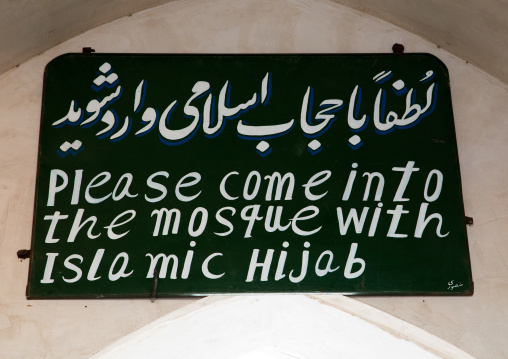 لطفاً با حجاب اسلامی وارد شوید
Please come into
the mosque with
Islamic Hijab